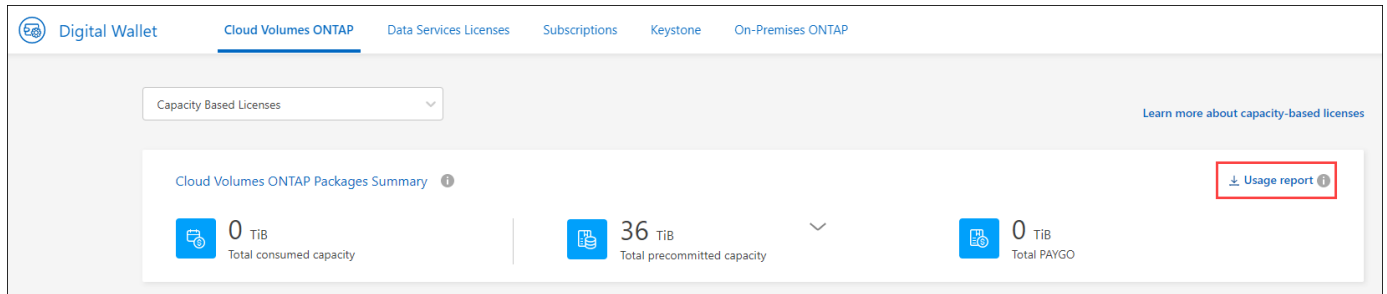 Digital Wallet Cloud Volumes ONTAP Data Services Licenses Subscriptions Keystone On-Premises ONTAP
Capacity Based Licenses
Learn more about capacity-based licenses
Cloud Volumes ONTAP Packages Summary
Usage report
0 TiB
Total consumed capacity
36 TiB
Total precommitted capacity
0 TiB
Total PAYGO